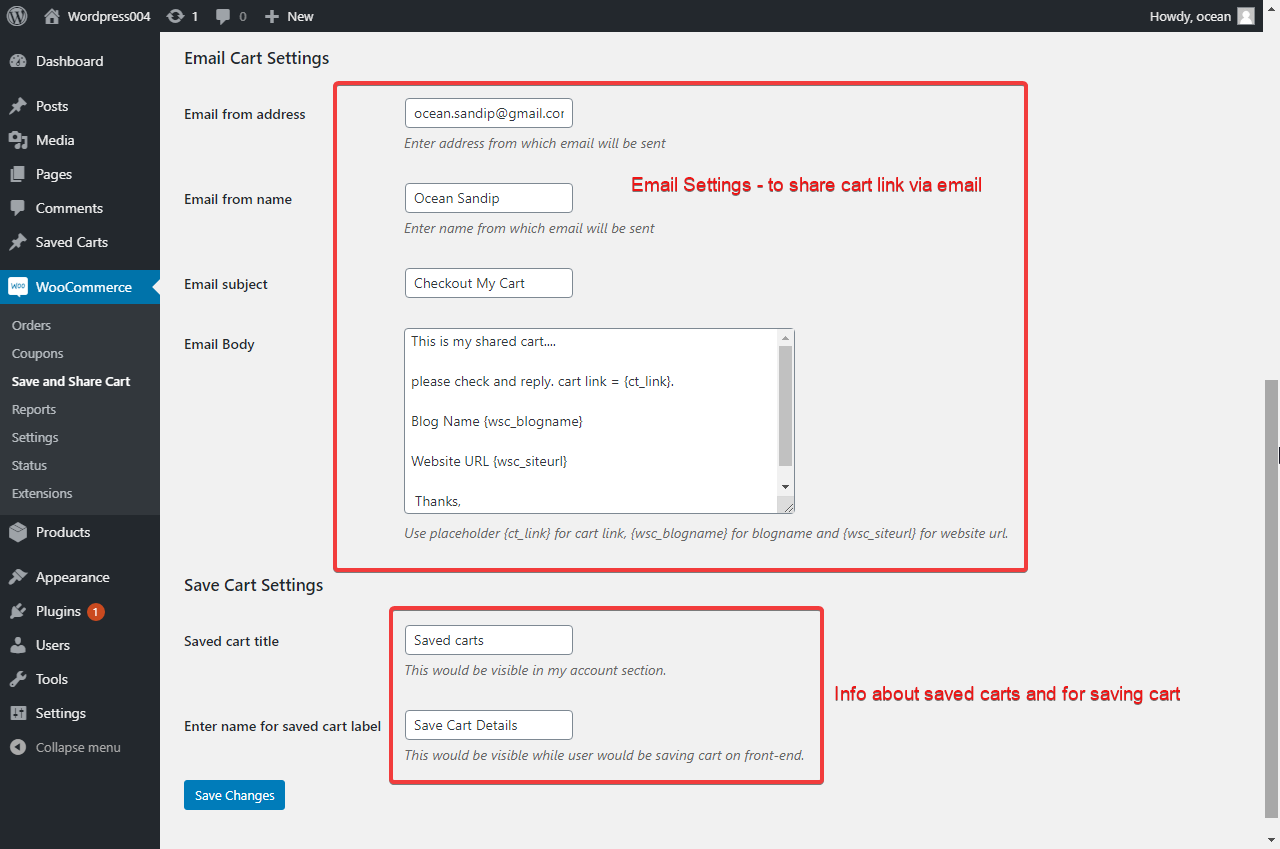 Wordpress004 1 0 New Howdy, ocean
Dashboard
Posts
Media
Pages
Comments
Saved Carts
WooCommerce
Orders
Coupons
Save and Share Cart
Reports
Settings
Status
Extensions
Products
Appearance
Plugins 1
Users
Tools
Settings
Collapse menu
Email Cart Settings
Email from address
ocean.sandip@gmail.com
Enter address from which email will be sent
Email Settings - to share cart link via email
Email from name
Ocean Sandip
Enter name from which email will be sent
Email subject
Checkout My Cart
Email Body
This is my shared cart....
please check and reply. cart link = {ct_link}.
Blog Name {wsc_blogname}
Website URL {wsc_siteurl}
Thanks,
Use placeholder {ct_link} for cart link, {wsc_blogname} for blogname and {wsc_siteurl} for website url.
Save Cart Settings
Saved cart title
Saved carts
This would be visible in my account section.
Info about saved carts and for saving cart
Enter name for saved cart label
Save Cart Details
This would be visible while user would be saving cart on front-end.
Save Changes